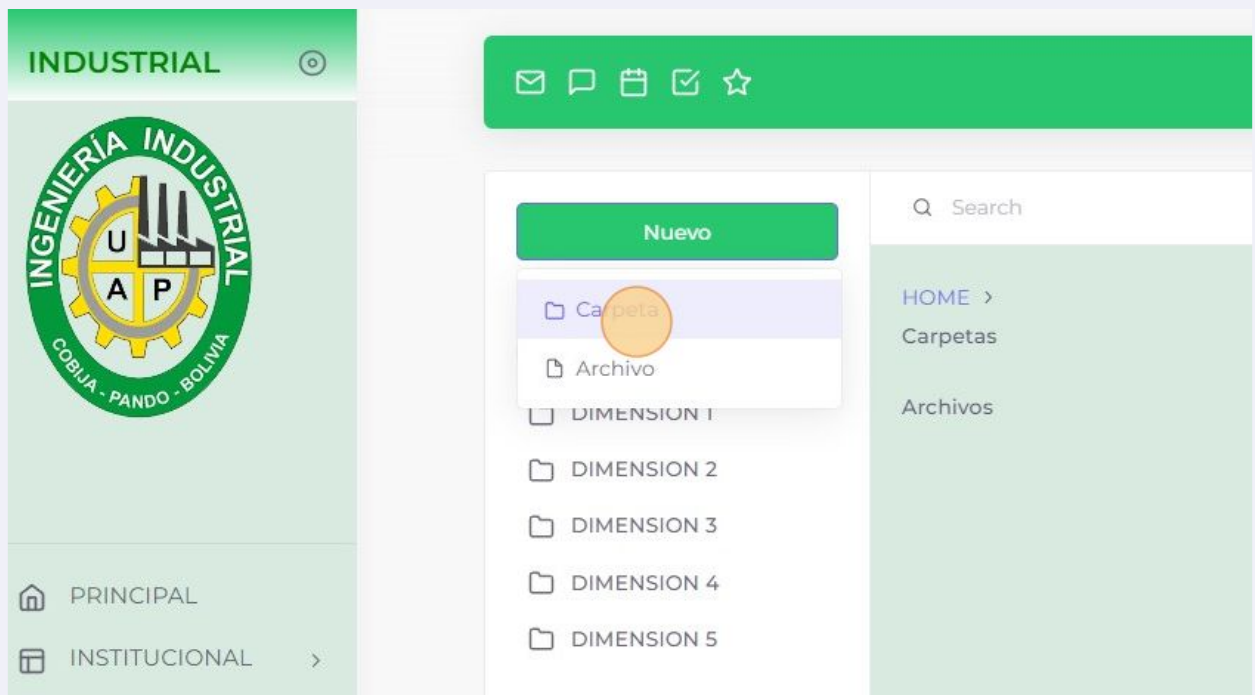 INDUSTRIAL
INGENIERÍA INDUSTRIAL
U
A P
COBIJA - PANDO - BOLIVIA
PRINCIPAL
INSTITUCIONAL
Nuevo
Carpeta
Archivo
DIMENSION 1
DIMENSION 2
DIMENSION 3
DIMENSION 4
DIMENSION 5
Search
HOME >
Carpetas
Archivos